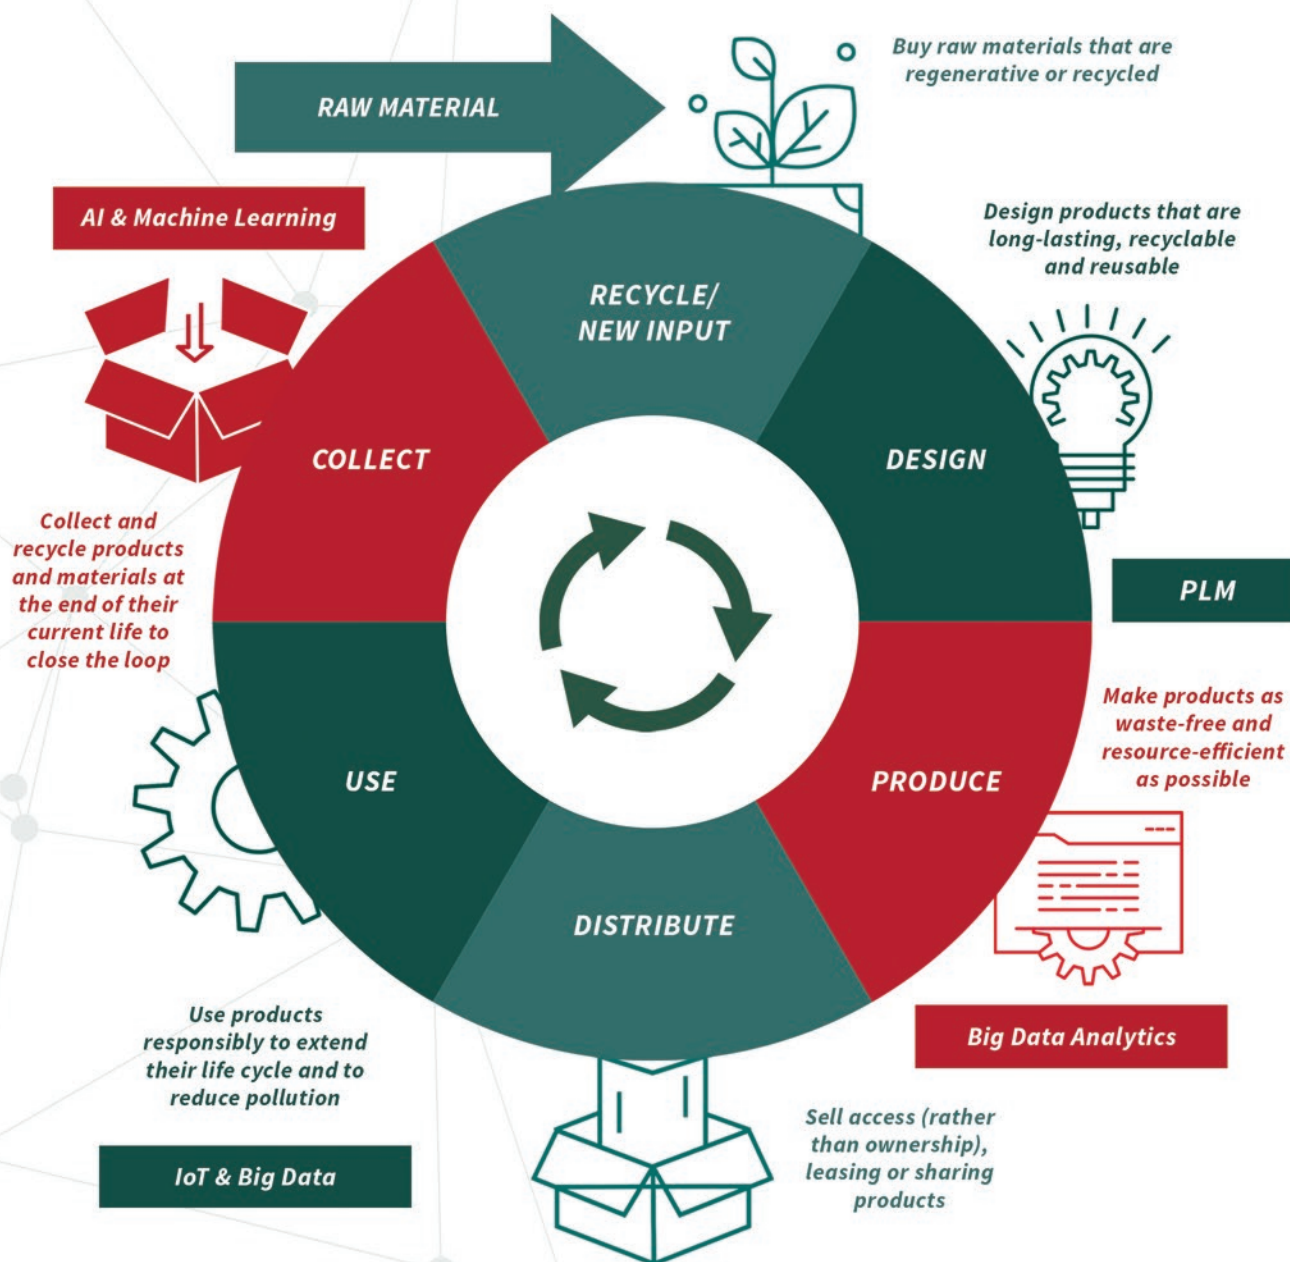 RAW MATERIAL
Buy raw materials that are
regenerative or recycled
AI & Machine Learning
Design products that are
long-lasting, recyclable
and reusable
RECYCLE/
NEW INPUT
COLLECT
DESIGN
Collect and
recycle products
and materials at
the end of their
current life to
close the loop
PLM
Make products as
waste-free and
resource-efficient
as possible
USE
PRODUCE
DISTRIBUTE
Use products
responsibly to extend
their life cycle and to
reduce pollution
Big Data Analytics
Sell access (rather
than ownership),
leasing or sharing
products
IoT & Big Data